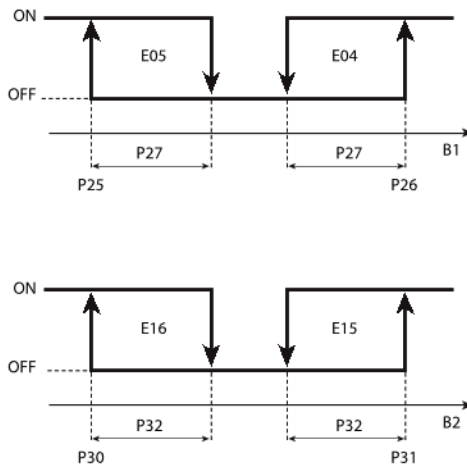 ON
E05 E04
OFF
P27 P27 B1
P25 P26
ON
E16 E15
OFF
P32 P32 B2
P30 P31